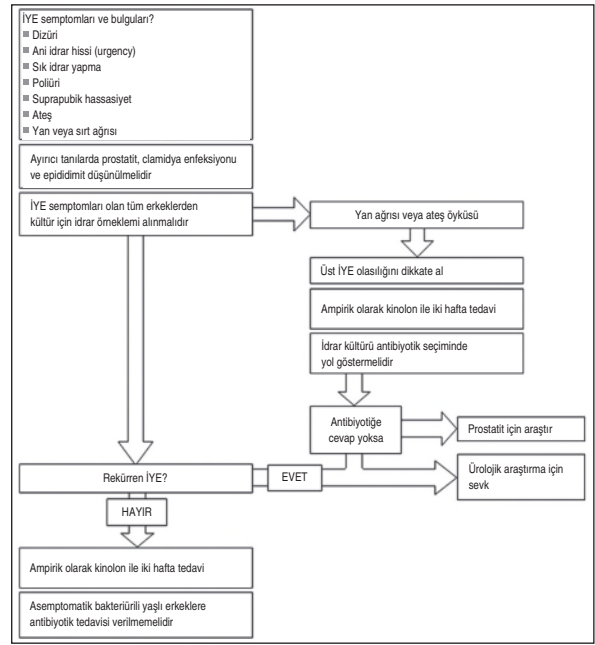 İYE semptomları ve bulguları?
Dizüri
Ani idrar hissi (urgency)
Sık idrar yapma
Poliüri
Suprapubik hassasiyet
Ateş
Yan veya sırt ağrısı
Ayırıcı tanılarda prostatit, clamidya enfeksiyonu
ve epididimit düşünülmelidir
İYE semptomları olan tüm erkeklerden
kültür için idrar örneklemi alınmalıdır
Yan ağrısı veya ateş öyküsü
Üst İYE olasılığını dikkate al
Ampirik olarak kinolon ile iki hafta tedavi
İdrar kültürü antibiyotik seçiminde
yol göstermelidir
Antibiyotiğe
cevap yoksa
Prostatit için araştır
Ürolojik araştırma için
sevk
Rekürren İYE?
EVET
HAYIR
Ampirik olarak kinolon ile iki hafta tedavi
Asemptomatik bakteriürili yaşlı erkeklere
antibiyotik tedavisi verilmemelidir